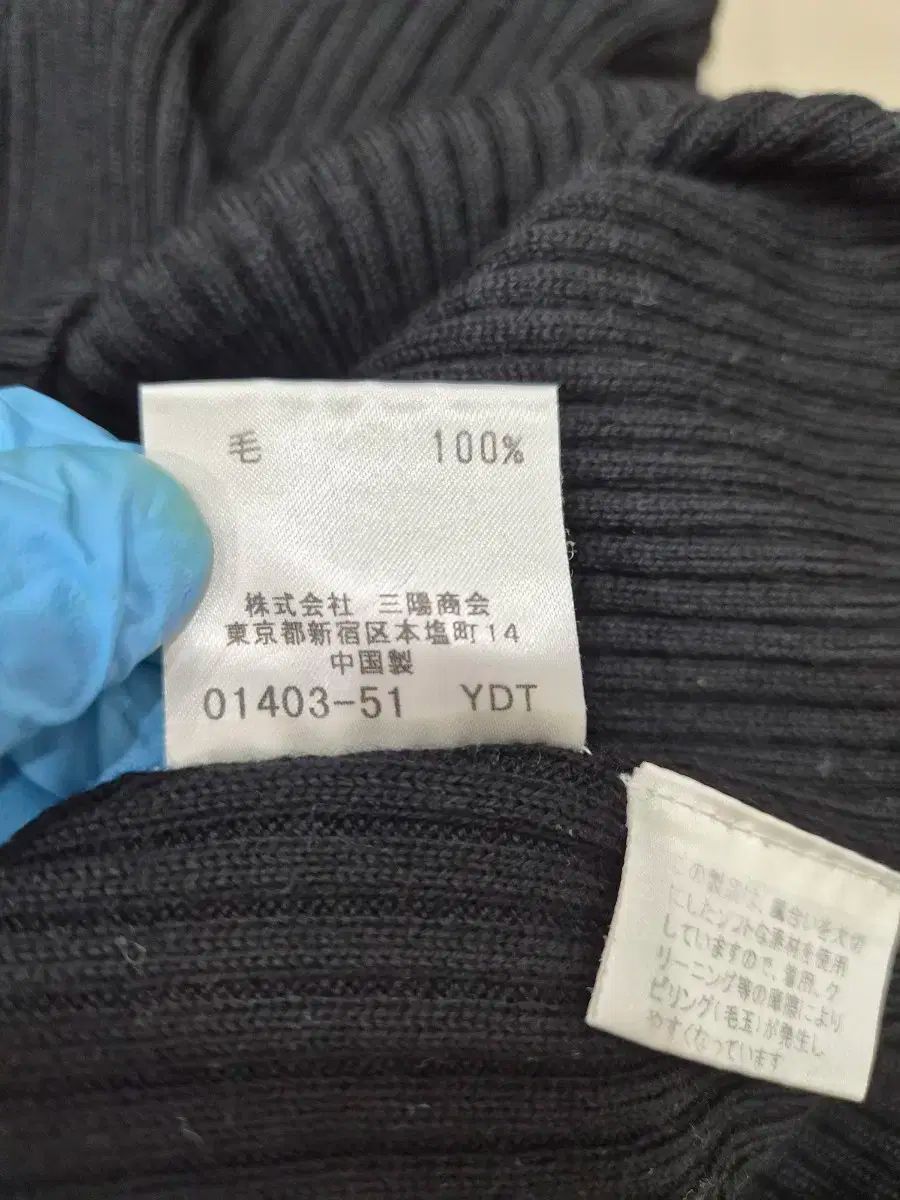 毛 100%
株式会社 三陽商会
東京都新宿区本塩町14
中国製
01403-51 YDT
この製品は、風合いを大切
にしたソフトな素材を使用
していますので、着用、ク
リーニング等の摩擦により
ピリング(毛玉)が発生し
やすくなっています